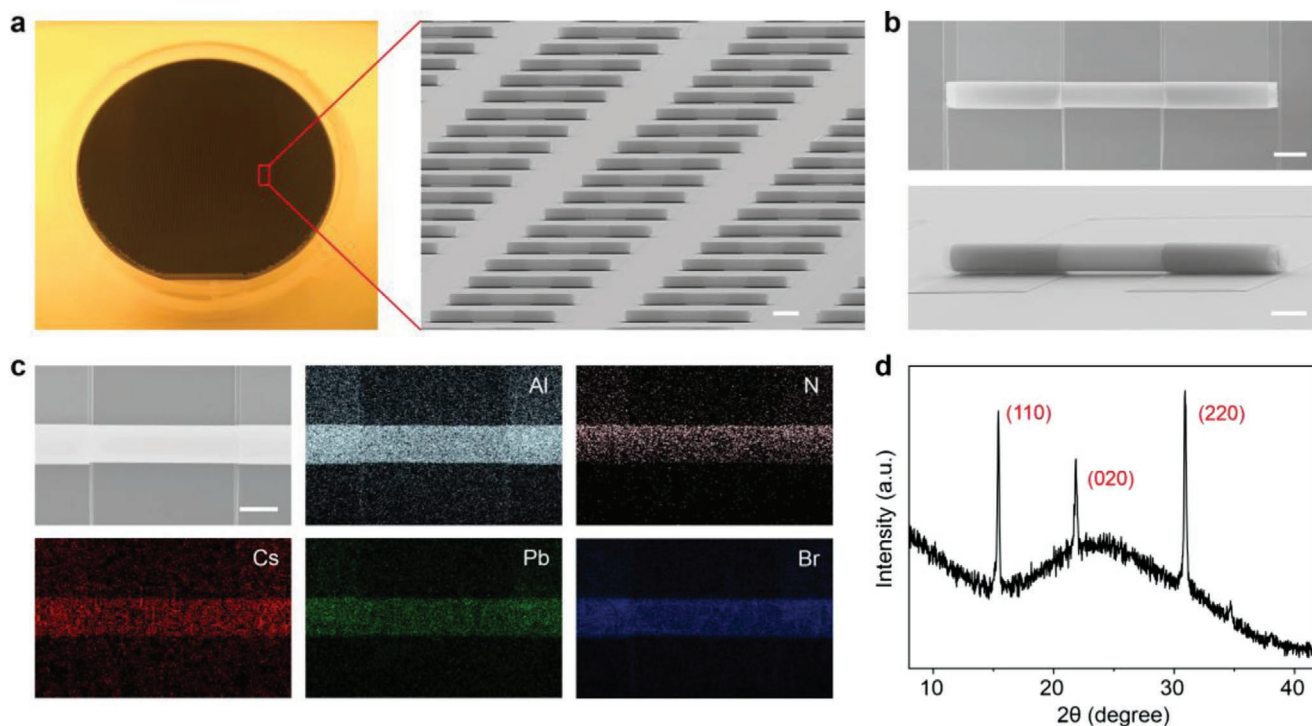 a
b
c
Al
N
Cs
Pb
Br
d
(110)
(020)
(220)
Intensity (a.u.)
10
20
30
40
2θ (degree)